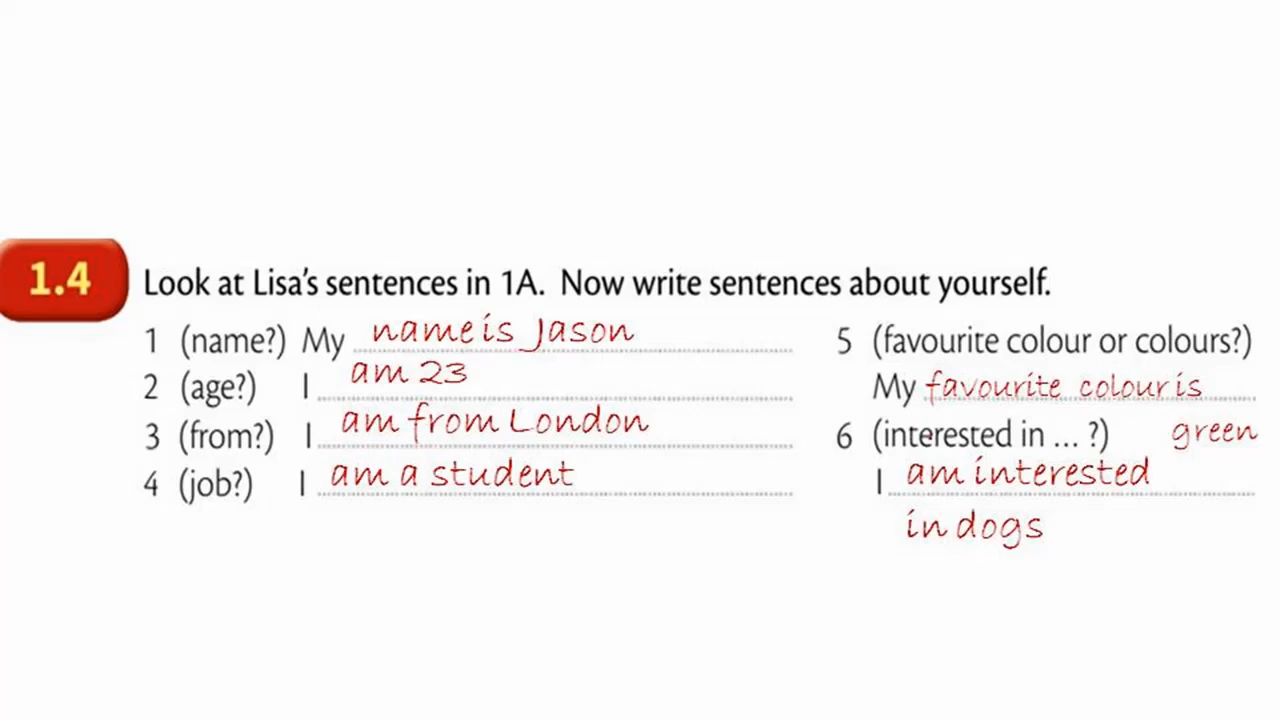 1.4 Look at Lisa's sentences in 1A. Now write sentences about yourself.
1 (name?) My name is Jason
2 (age?) I am 23
3 (from?) I am from London
4 (job?) I am a student
5 (favourite colour or colours?)
My favourite colour is
green
6 (interested in ... ?)
I am interested
in dogs